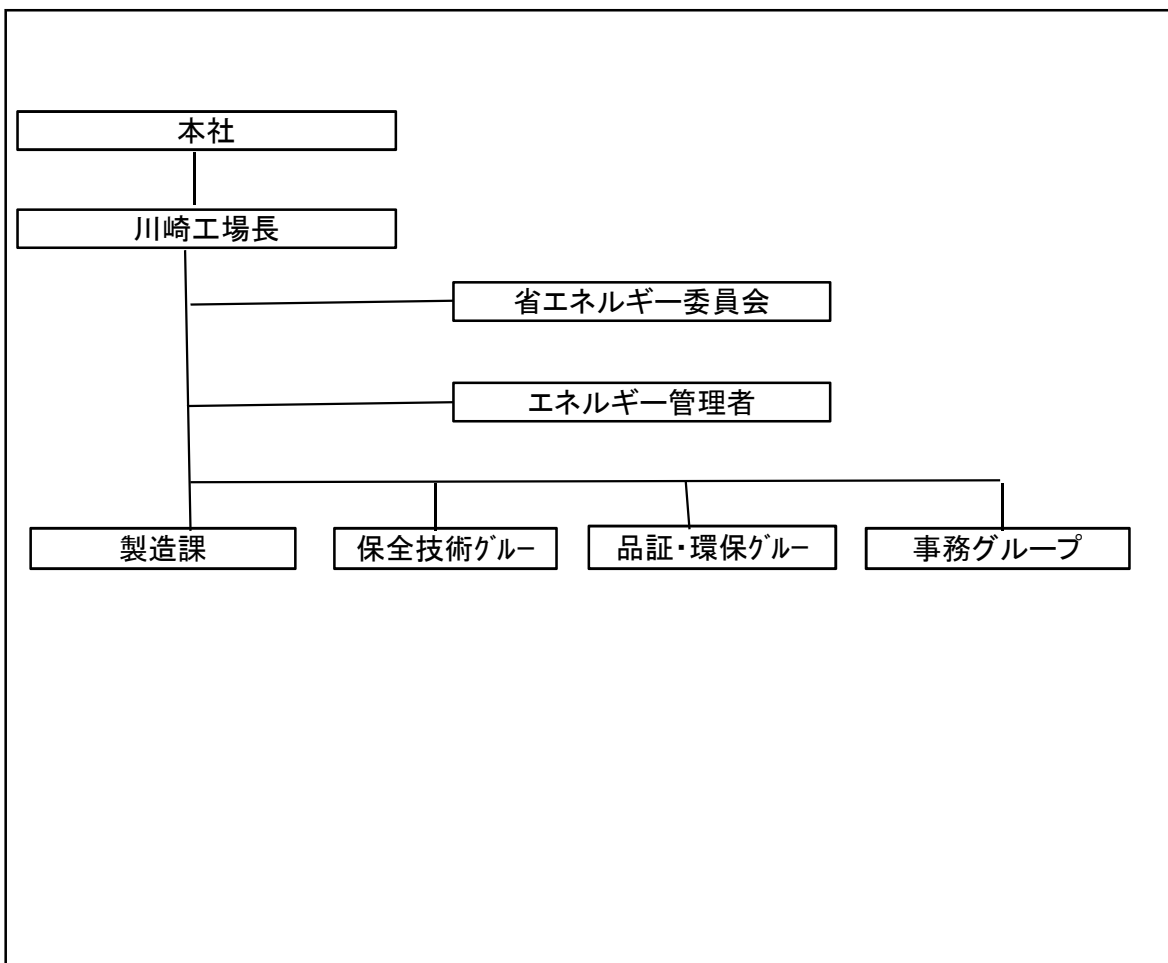 本社
川崎工場長
省エネルギー委員会
エネルギー管理者
製造課
保全技術ｸﾞﾙｰ
品証・環保ｸﾞﾙｰ
事務グループ